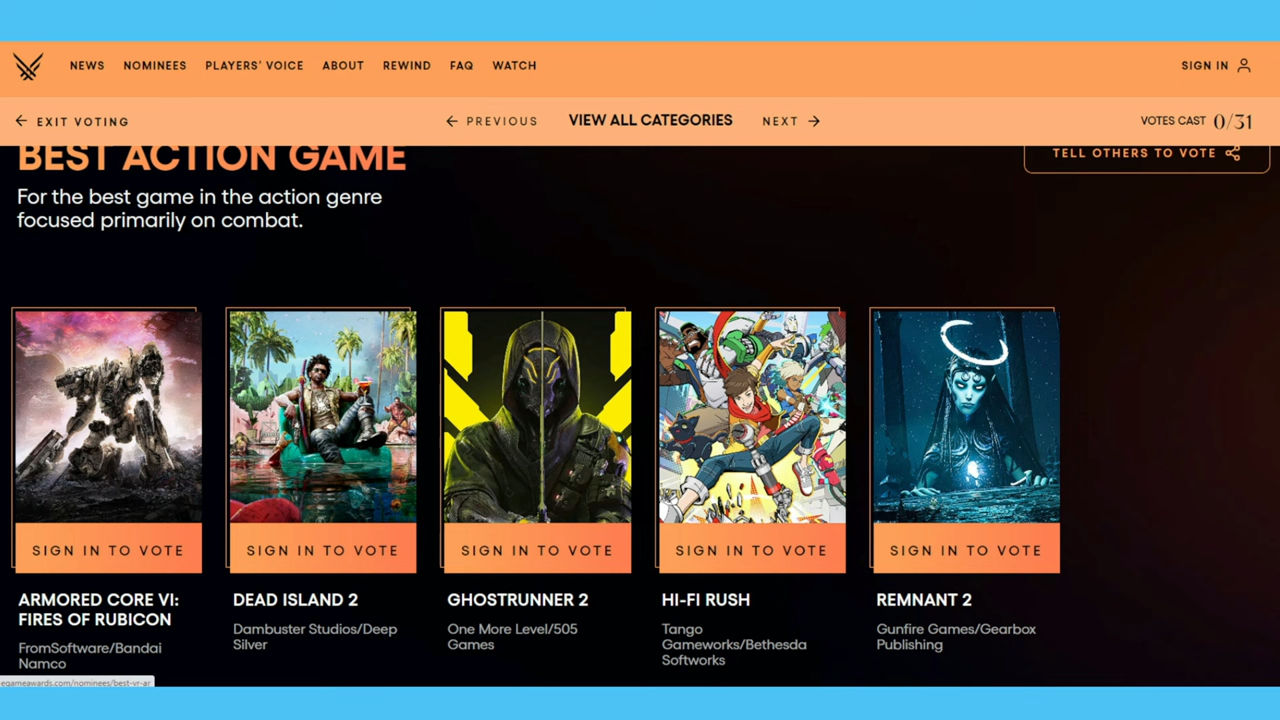 NEWS NOMINEES PLAYERS' VOICE ABOUT REWIND FAQ WATCH SIGN IN
EXIT VOTING PREVIOUS VIEW ALL CATEGORIES NEXT VOTES CAST 0/31
BEST ACTION GAME
TELL OTHERS TO VOTE
For the best game in the action genre
focused primarily on combat.
SIGN IN TO VOTE
ARMORED CORE VI:
FIRES OF RUBICON
FromSoftware/Bandai
Namco
SIGN IN TO VOTE
DEAD ISLAND 2
Dambuster Studios/Deep
Silver
SIGN IN TO VOTE
GHOSTRUNNER 2
One More Level/505
Games
SIGN IN TO VOTE
HI-FI RUSH
Tango
Gameworks/Bethesda
Softworks
SIGN IN TO VOTE
REMNANT 2
Gunfire Games/Gearbox
Publishing
egameawards.com/nominees/best-vr-ar